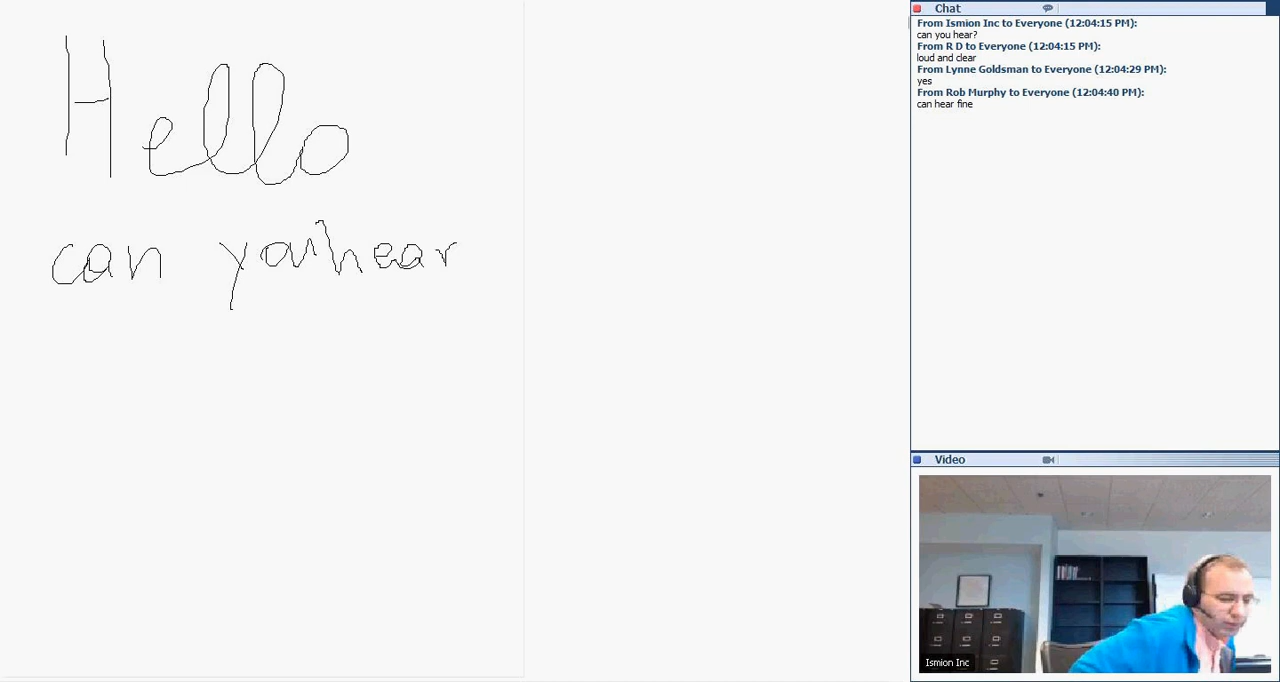 Hello
can you hear
Chat
From Ismion Inc to Everyone (12:04:15 PM):
can you hear?
From R D to Everyone (12:04:15 PM):
loud and clear
From Lynne Goldsman to Everyone (12:04:29 PM):
yes
From Rob Murphy to Everyone (12:04:40 PM):
can hear fine
Video
Ismion Inc